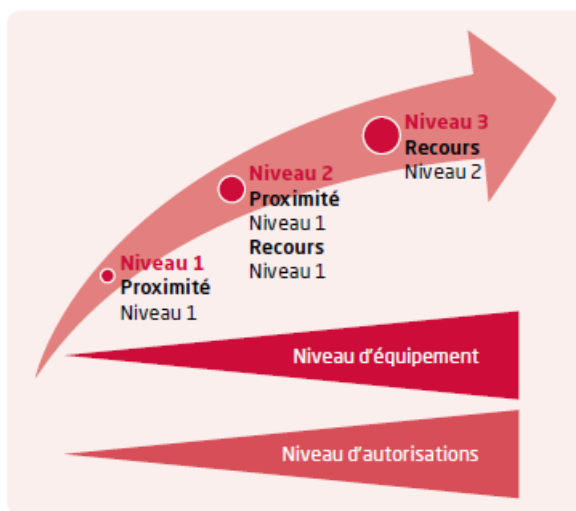 Niveau 3
Recours
Niveau 2
Niveau 2
Proximité
Niveau 1
Recours
Niveau 1
Niveau 1
Proximité
Niveau 1
Niveau d'équipement
Niveau d'autorisations